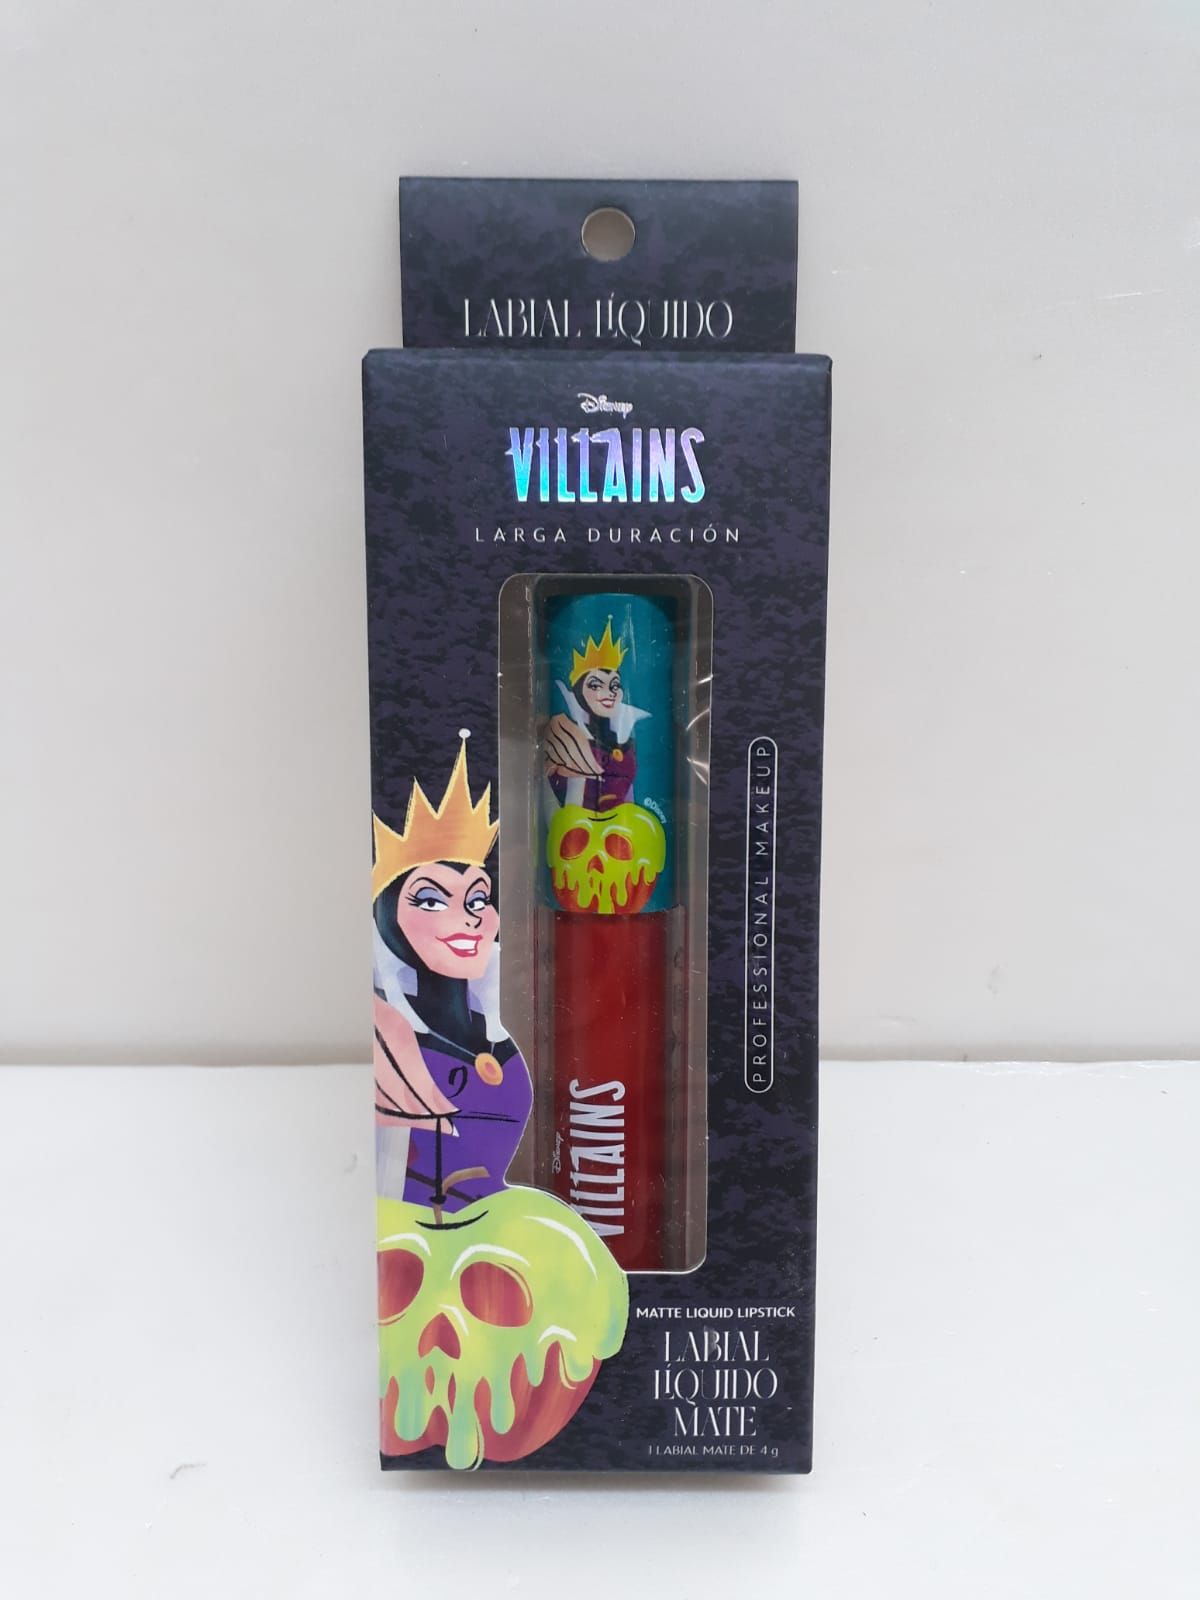 LABIAL LÍQUIDO
Disney
VILLAINS
LARGA DURACIÓN
©Disney
PROFESSIONAL MAKEUP
Disney
VILLAINS
MATTE LIQUID LIPSTICK
LABIAL
LÍQUIDO
MATE
1 LABIAL MATE DE 4 g